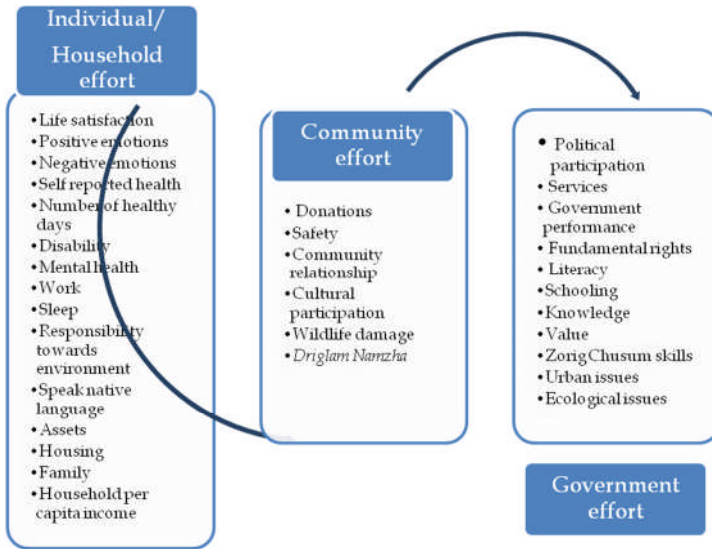 Individual/
Household
effort
•Life satisfaction
•Positive emotions
•Negative emotions
•Self reported health
•Number of healthy
days
•Disability
•Mental health
•Work
•Sleep
•Responsibility
towards
environment
•Speak native
language
•Assets
•Housing
•Family
•Household per
capita income
Community
effort
•Donations
•Safety
•Community
relationship
•Cultural
participation
•Wildlife damage
•Driglam Namzha
• Political
participation
•Services
•Government
performance
•Fundamental rights
•Literacy
•Schooling
•Knowledge
•Value
•Zorig Chusum skills
•Urban issues
•Ecological issues
Government
effort